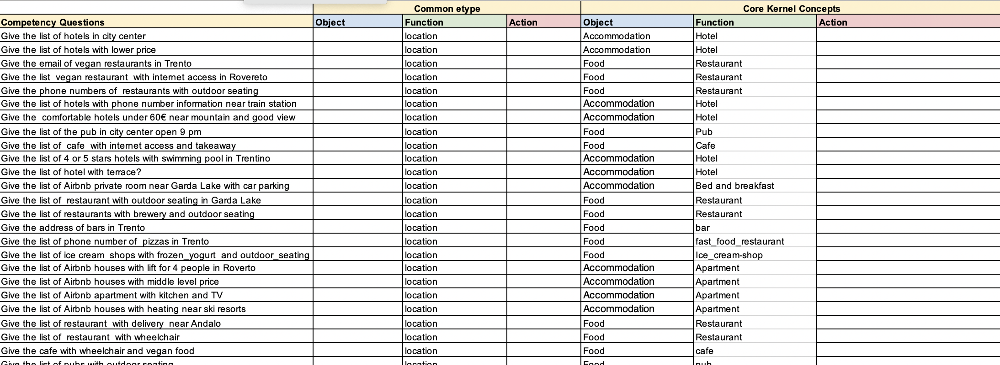 Common etype Core Kernel Concepts
Competency Questions Object Function Action Object Function Action
Give the list of hotels in city center location Accommodation Hotel
Give the list of hotels with lower price location Accommodation Hotel
Give the email of vegan restaurants in Trento location Food Restaurant
Give the list  vegan restaurant  with internet access in Rovereto location Food Restaurant
Give the phone numbers of  restaurants with outdoor seating location Food Restaurant
Give the list of hotels with phone number information near train station location Accommodation Hotel
Give the  comfortable hotels under 60€ near mountain and good view location Accommodation Hotel
Give the list of the pub in city center open 9 pm location Food Pub
Give the list of  cafe  with internet access and takeaway location Food Cafe
Give the list of 4 or 5 stars hotels with swimming pool in Trentino location Accommodation Hotel
Give the list of hotel with terrace? location Accommodation Hotel
Give the list of Airbnb private room near Garda Lake with car parking location Accommodation Bed and breakfast
Give the list of  restaurant with outdoor seating in Garda Lake location Food Restaurant
Give the list of restaurants with brewery and outdoor seating location Food Restaurant
Give the address of bars in Trento location Food bar
Give the list of phone number of  pizzas in Trento location Food fast_food_restaurant
Give the list of ice cream  shops with frozen_yogurt  and outdoor_seating location Food Ice_cream-shop
Give the list of Airbnb houses with lift for 4 people in Roverto location Accommodation Apartment
Give the list of Airbnb houses with middle level price location Accommodation Apartment
Give the list of Airbnb apartment with kitchen and TV location Accommodation Apartment
Give the list of Airbnb houses with heating near ski resorts location Accommodation Apartment
Give the list of restaurant  with delivery  near Andalo location Food Restaurant
Give the list of  restaurant  with wheelchair location Food Restaurant
Give the cafe with wheelchair and vegan food location Food cafe
Give the list of pubs with outdoor seating location Food pub